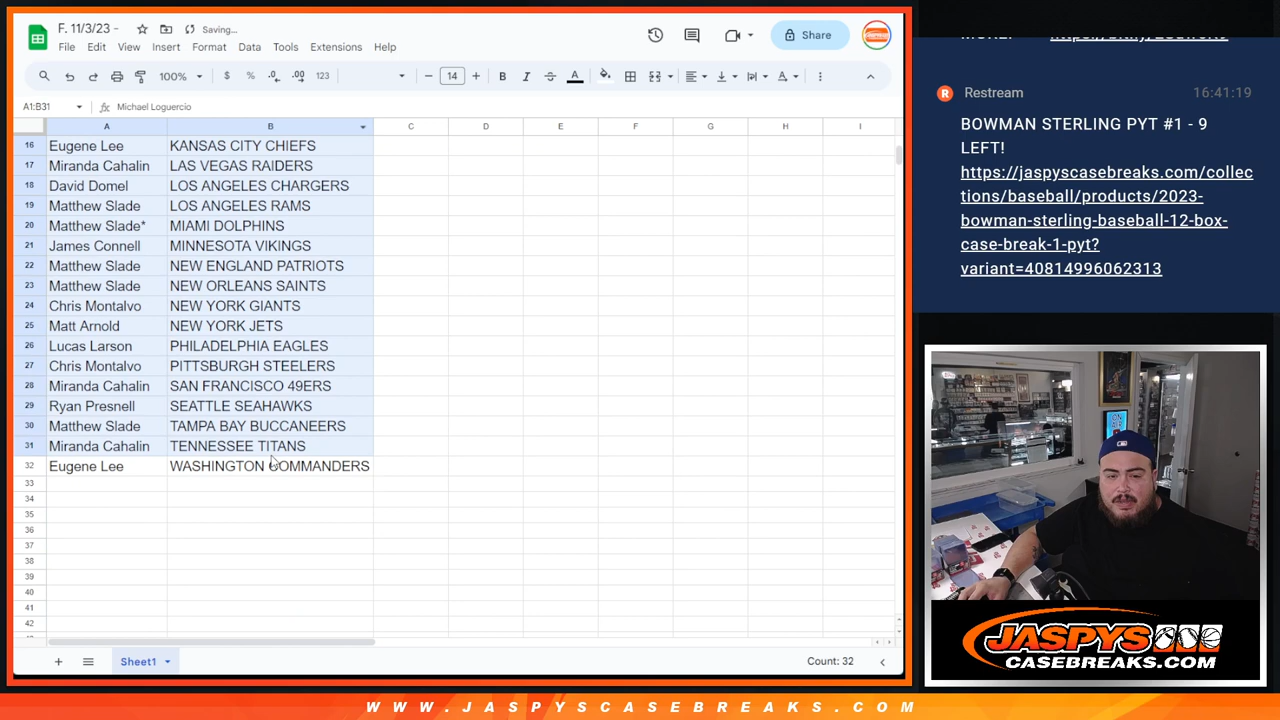 F. 11/3/23 -
Saving...
File Edit View Insert Format Data Tools Extensions Help
Share
100% $ % .0 .00 123 14 B I A
A1:B31 fx Michael Loguercio
A B C D E F G H I
16 Eugene Lee KANSAS CITY CHIEFS
17 Miranda Cahalin LAS VEGAS RAIDERS
18 David Domel LOS ANGELES CHARGERS
19 Matthew Slade LOS ANGELES RAMS
20 Matthew Slade* MIAMI DOLPHINS
21 James Connell MINNESOTA VIKINGS
22 Matthew Slade NEW ENGLAND PATRIOTS
23 Matthew Slade NEW ORLEANS SAINTS
24 Chris Montalvo NEW YORK GIANTS
25 Matt Arnold NEW YORK JETS
26 Lucas Larson PHILADELPHIA EAGLES
27 Chris Montalvo PITTSBURGH STEELERS
28 Miranda Cahalin SAN FRANCISCO 49ERS
29 Ryan Presnell SEATTLE SEAHAWKS
30 Matthew Slade TAMPA BAY BUCCANEERS
31 Miranda Cahalin TENNESSEE TITANS
32 Eugene Lee WASHINGTON COMMANDERS
33
34
35
36
37
38
39
40
41
42
Sheet1
Count: 32
R Restream 16:41:19
BOWMAN STERLING PYT #1 - 9
LEFT!
https://jaspyscasebreaks.com/collec
tions/baseball/products/2023-
bowman-sterling-baseball-12-box-
case-break-1-pyt?
variant=40814996062313
JASPYS
CASEBREAKS.COM
WWW.JASPYSCASEBREAKS.COM